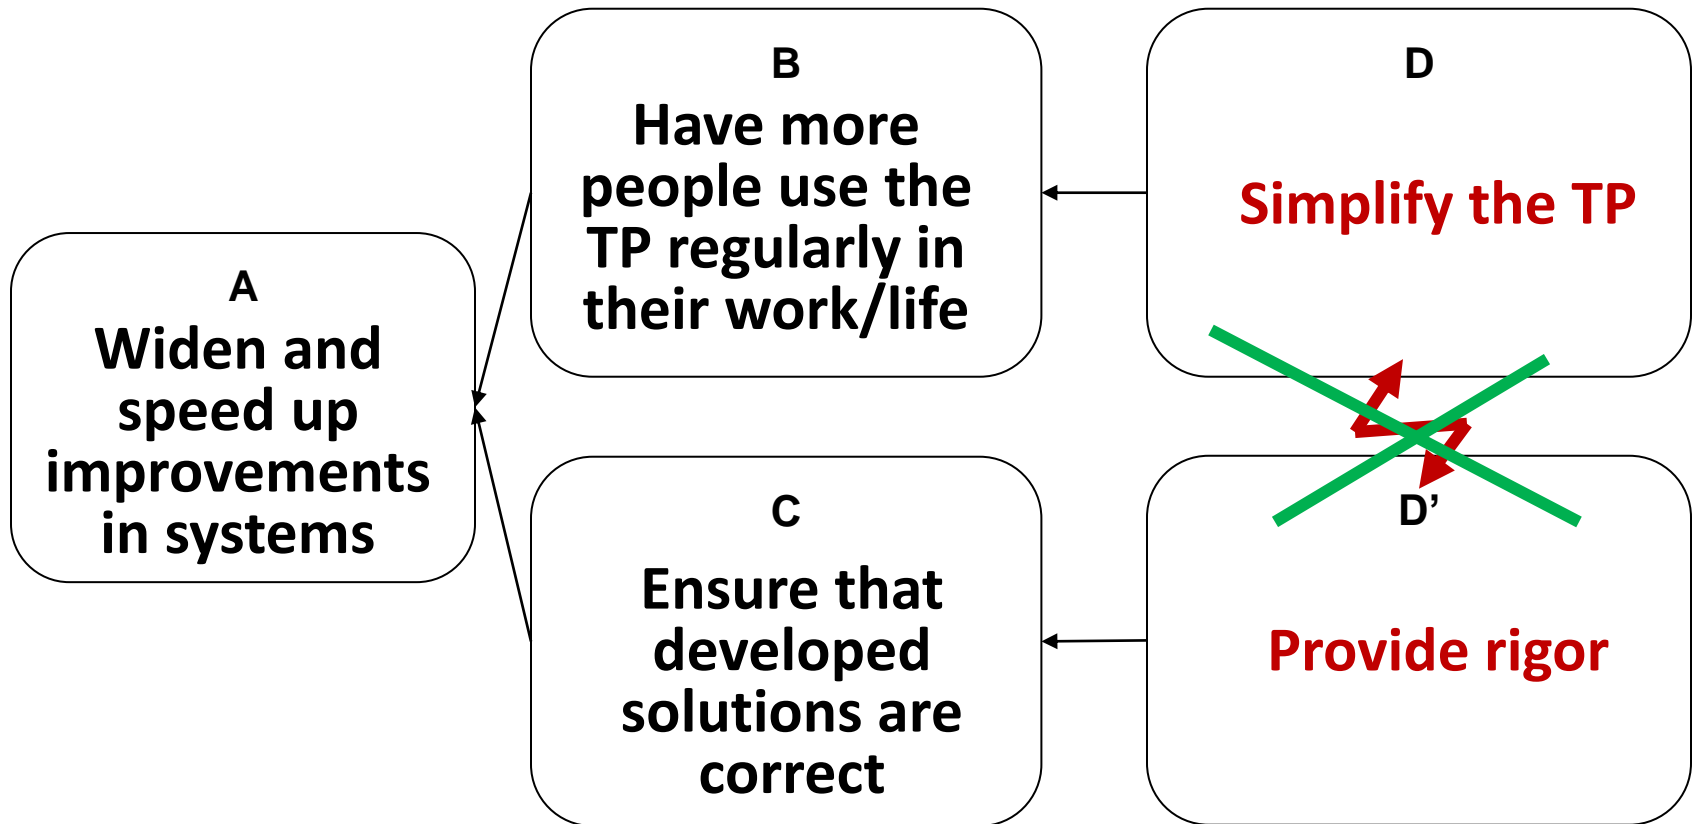 A
Widen and
speed up
improvements
in systems
B
Have more
people use the
TP regularly in
their work/life
C
Ensure that
developed
solutions are
correct
D
Simplify the TP
D’
Provide rigor